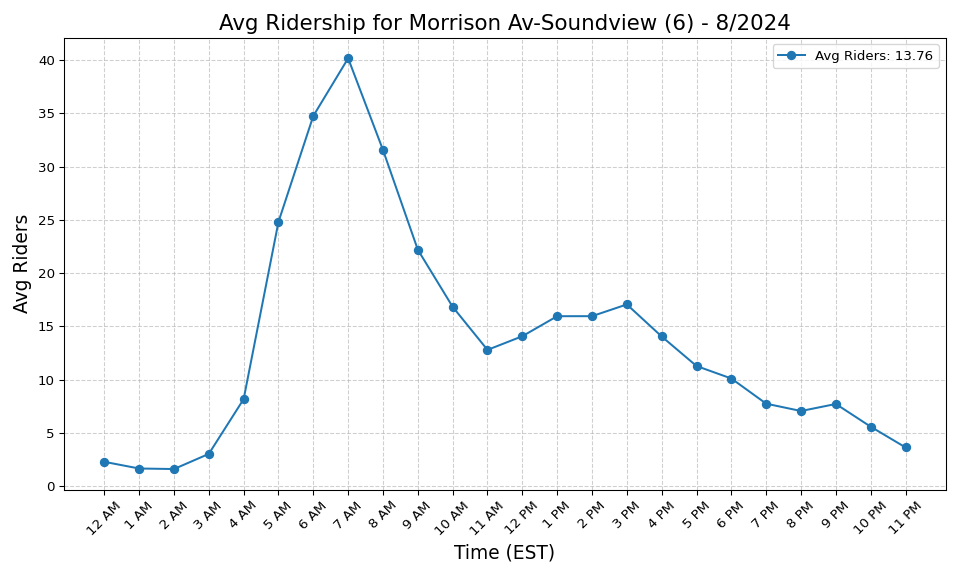 Avg Ridership for Morrison Av-Soundview (6) - 8/2024
Avg Riders: 13.76
Avg Riders
40
35
30
25
20
15
10
5
0
12 AM
1 AM
2 AM
3 AM
4 AM
5 AM
6 AM
7 AM
8 AM
9 AM
10 AM
11 AM
12 PM
1 PM
2 PM
3 PM
4 PM
5 PM
6 PM
7 PM
8 PM
9 PM
10 PM
11 PM
Time (EST)